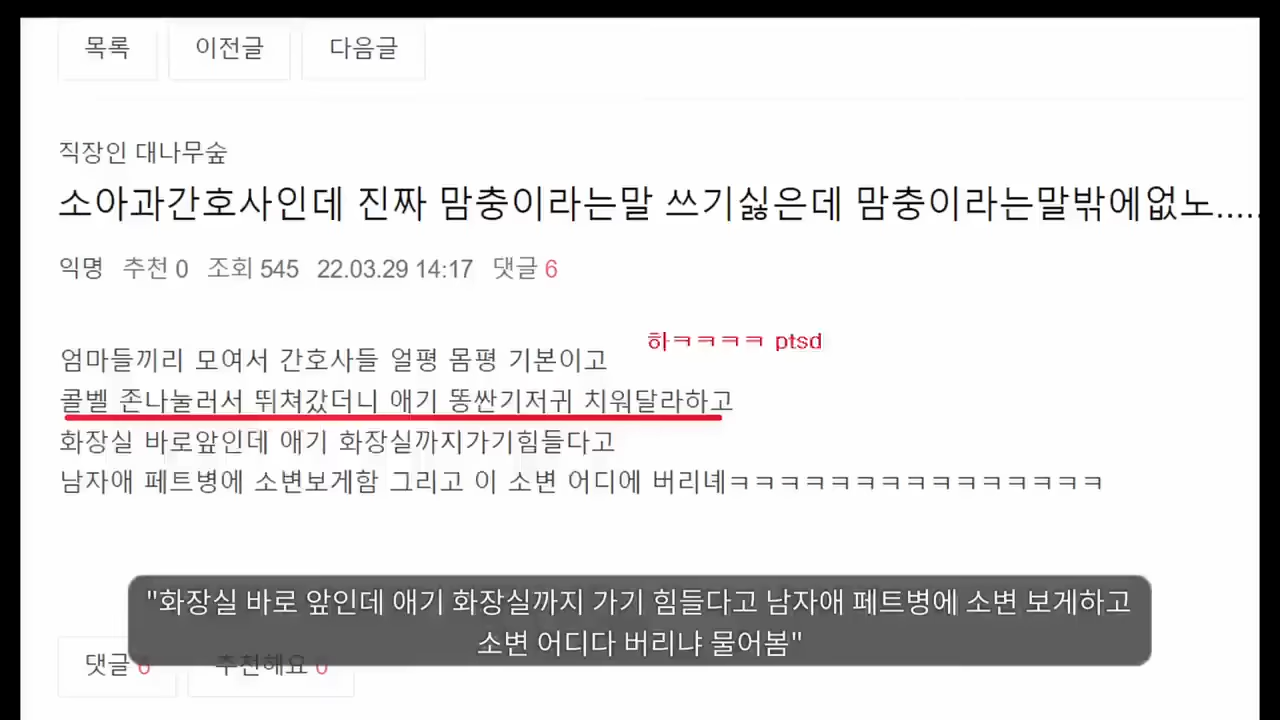 목록 이전글 다음글
직장인 대나무숲
소아과간호사인데 진짜 맘충이라는말 쓰기싫은데 맘충이라는말밖에없노.....
익명 추천 0 조회 545 22.03.29 14:17 댓글 6
하ㅋㅋㅋㅋ ptsd
엄마들끼리 모여서 간호사들 얼평 몸평 기본이고
콜벨 존나눌러서 뛰쳐갔더니 애기 똥싼기저귀 치워달라하고
화장실 바로앞인데 애기 화장실까지가기힘들다고
남자애 페트병에 소변보게함 그리고 이 소변 어디에 버리녜ㅋㅋㅋㅋㅋㅋㅋㅋㅋㅋㅋㅋㅋㅋㅋ
"화장실 바로 앞인데 애기 화장실까지 가기 힘들다고 남자애 페트병에 소변 보게하고
소변 어디다 버리냐 물어봄"
댓글 6 추천해요 0